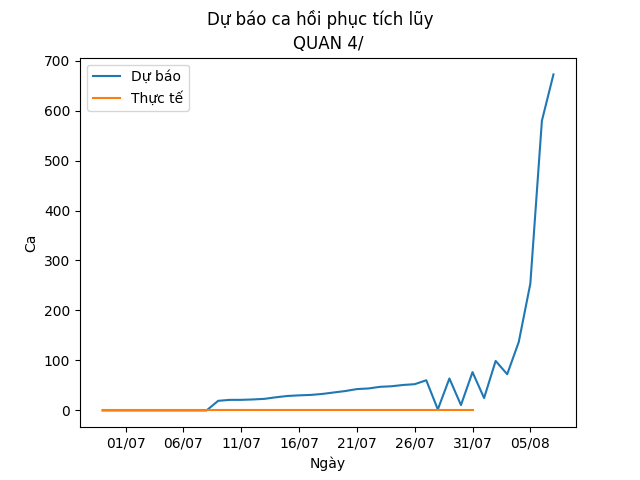 Dự báo ca hồi phục tích lũy
QUAN 4/
Dự báo
Thực tế
700
600
500
400
300
200
100
0
Ca
01/07 06/07 11/07 16/07 21/07 26/07 31/07 05/08
Ngày